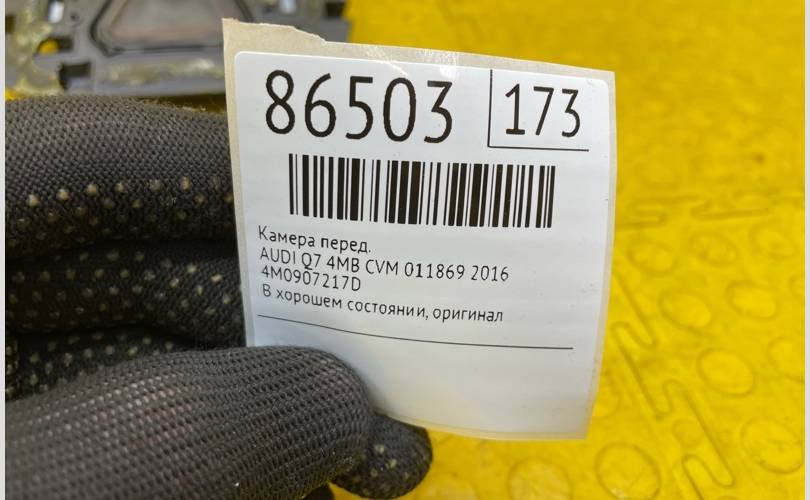 86503 173
Камера перед.
AUDI Q7 4MB CVM 011869 2016
4M0907217D
В хорошем состоянии, оригинал